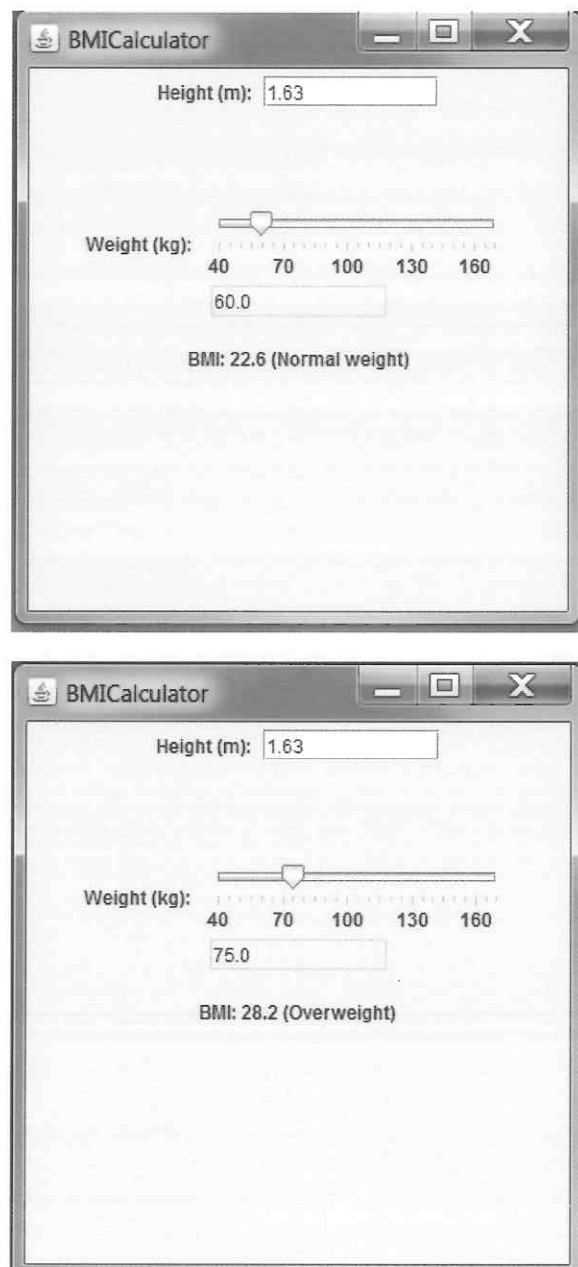 BMICalculator
Height (m): 1.63
Weight (kg):
40 70 100 130 160
60.0
BMI: 22.6 (Normal weight)
BMICalculator
Height (m): 1.63
Weight (kg):
40 70 100 130 160
75.0
BMI: 28.2 (Overweight)